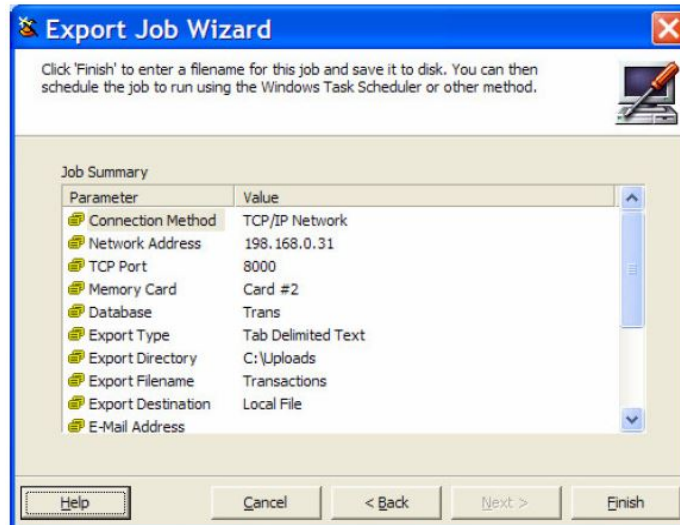 Export Job Wizard
Click 'Finish' to enter a filename for this job and save it to disk. You can then
schedule the job to run using the Windows Task Scheduler or other method.
Job Summary
Parameter Value
Connection Method TCP/IP Network
Network Address 198.168.0.31
TCP Port 8000
Memory Card Card #2
Database Trans
Export Type Tab Delimited Text
Export Directory C:\Uploads
Export Filename Transactions
Export Destination Local File
E-Mail Address
Help Cancel < Back Next > Finish